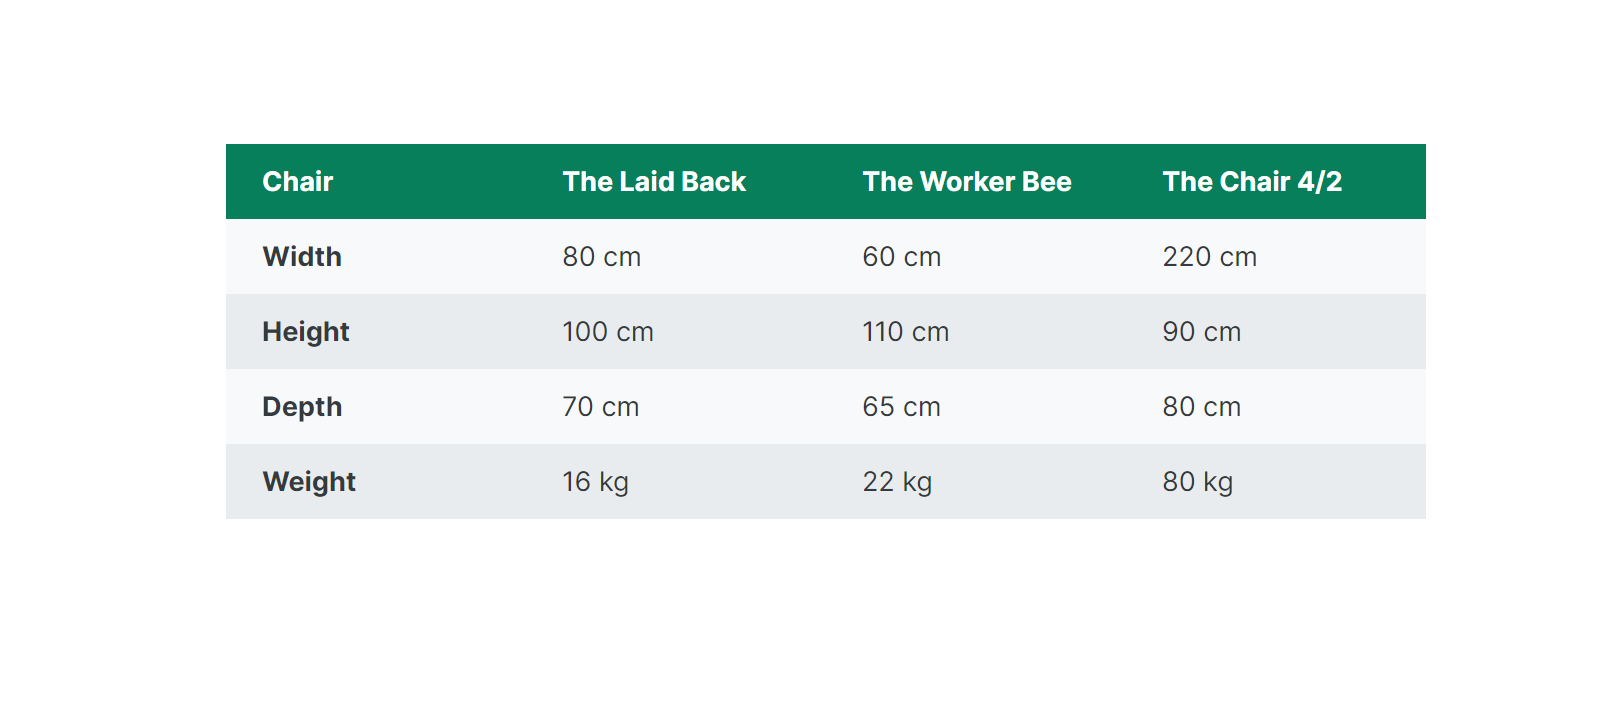 Chair The Laid Back The Worker Bee The Chair 4/2
Width 80 cm 60 cm 220 cm
Height 100 cm 110 cm 90 cm
Depth 70 cm 65 cm 80 cm
Weight 16 kg 22 kg 80 kg